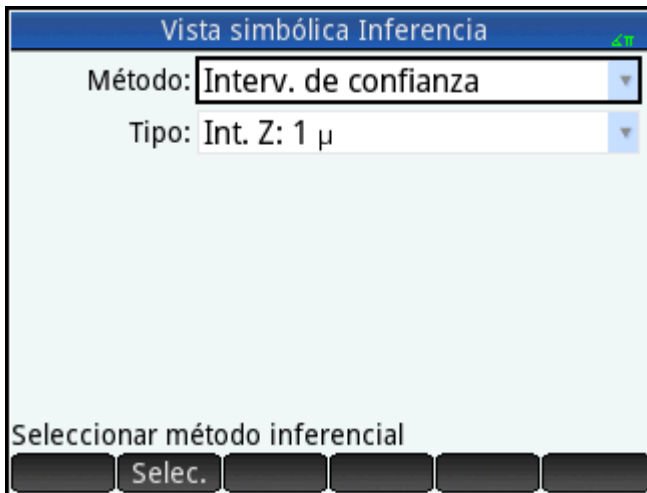 Vista simbólica Inferencia
∡π
Método: Interv. de confianza
Tipo: Int. Z: 1 μ
Seleccionar método inferencial
Selec.